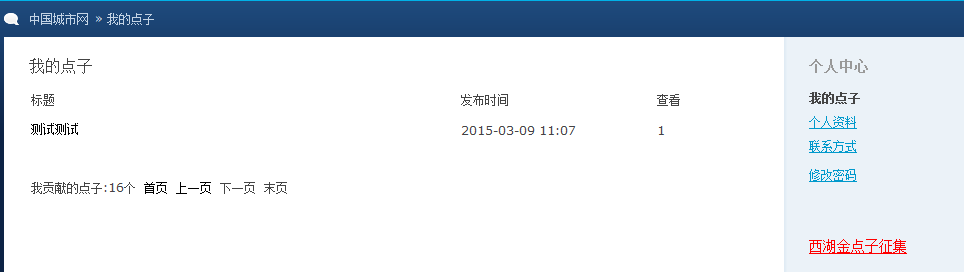 中国城市网 » 我的点子
我的点子
标题 发布时间 查看
测试测试 2015-03-09 11:07 1
我贡献的点子:16个 首页 上一页 下一页 末页
个人中心
我的点子
个人资料
联系方式
修改密码
西湖金点子征集